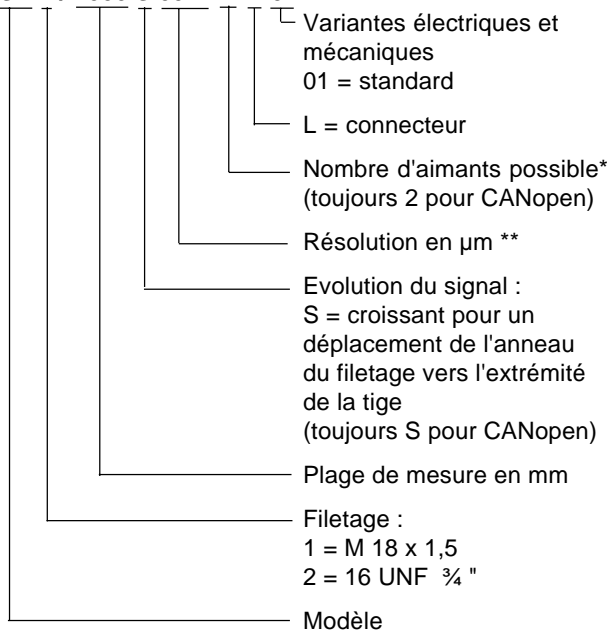 Variantes électriques et
mécaniques
01 = standard
L = connecteur
Nombre d'aimants possible*
(toujours 2 pour CANopen)
Résolution en µm **
Evolution du signal :
S = croissant pour un
déplacement de l'anneau
du filetage vers l'extrémité
de la tige
(toujours S pour CANopen)
Plage de mesure en mm
Filetage :
1 = M 18 x 1,5
2 = 16 UNF ¾ "
Modèle